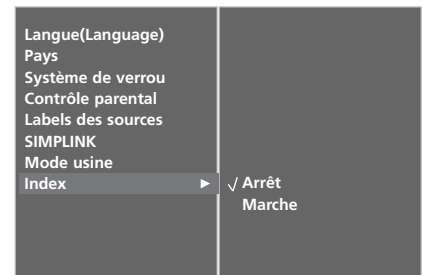 Langue(Language)
Pays
Système de verrou
Contrôle parental
Labels des sources
SIMPLINK
Mode usine
Index ►
√ Arrêt
Marche